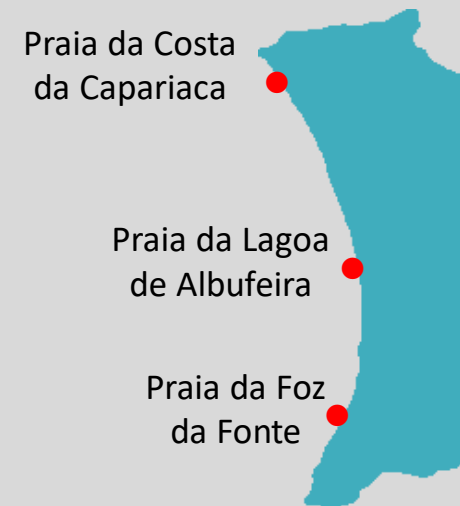 Praia da Costa
da Capariaca
Praia da Lagoa
de Albufeira
Praia da Foz
da Fonte